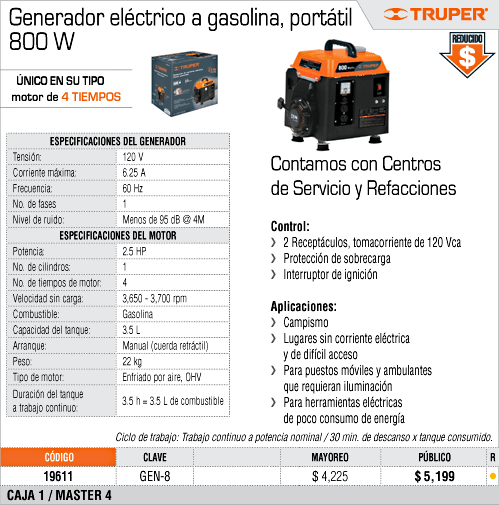 Generador eléctrico a gasolina, portátil
800 W
TRUPER®
REDUCIDO
$
ÚNICO EN SU TIPO
motor de 4 TIEMPOS
TRUPER
800
ESPECIFICACIONES DEL GENERADOR
Tensión: 120 V
Corriente máxima: 6.25 A
Frecuencia: 60 Hz
No. de fases 1
Nivel de ruido: Menos de 95 dB @ 4M
ESPECIFICACIONES DEL MOTOR
Potencia: 2.5 HP
No. de cilindros: 1
No. de tiempos de motor: 4
Velocidad sin carga: 3,650 - 3,700 rpm
Combustible: Gasolina
Capacidad del tanque: 3.5 L
Arranque: Manual (cuerda retráctil)
Peso: 22 kg
Tipo de motor: Enfriado por aire, OHV
Duración del tanque
a trabajo continuo: 3.5 h = 3.5 L de combustible
Contamos con Centros
de Servicio y Refacciones
Control:
❯ 2 Receptáculos, tomacorriente de 120 Vca
❯ Protección de sobrecarga
❯ Interruptor de ignición
Aplicaciones:
❯ Campismo
❯ Lugares sin corriente eléctrica
y de difícil acceso
❯ Para puestos móviles y ambulantes
que requieran iluminación
❯ Para herramientas eléctricas
de poco consumo de energía
Ciclo de trabajo: Trabajo continuo a potencia nominal / 30 min. de descanso x tanque consumido.
CÓDIGO CLAVE MAYOREO PÚBLICO R
19611 GEN-8 $ 4,225 $ 5,199
CAJA 1 / MASTER 4